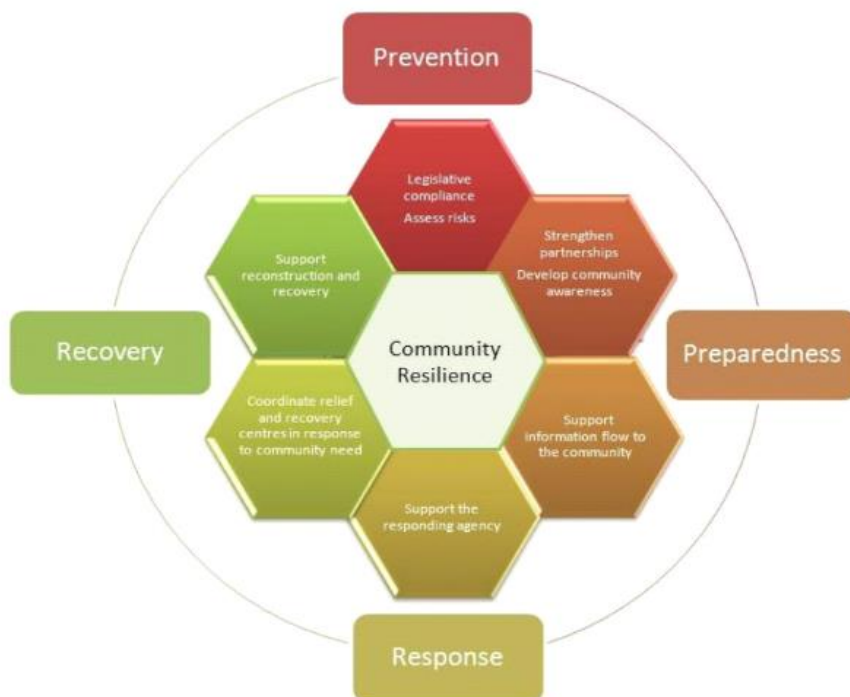 Prevention
Legislative
compliance
Assess risks
Strengthen
partnerships
Develop community
awareness
Support
reconstruction and
recovery
Community
Resilience
Recovery
Preparedness
Coordinate relief
and recovery
centres in response
to community need
Support
information flow to
the community
Support the
responding agency
Response